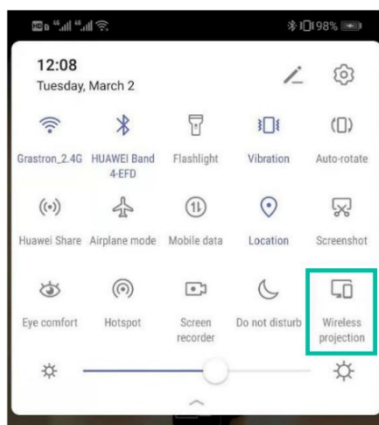 HD 98%
12:08
Tuesday, March 2
Grastron_2.4G HUAWEI Band 4-EFD Flashlight Vibration Auto-rotate
Huawei Share Airplane mode Mobile data Location Screenshot
Eye comfort Hotspot Screen recorder Do not disturb Wireless projection